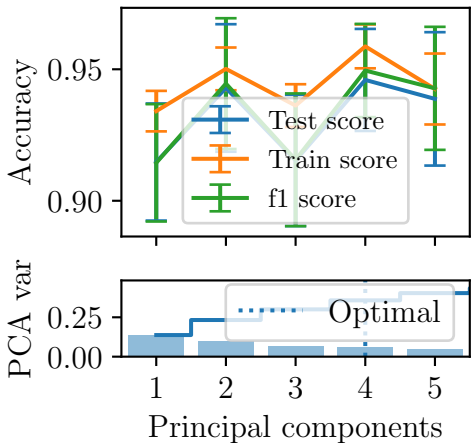 Accuracy
0.95
0.90
Test score
Train score
f1 score
PCA var
0.25
0.00
Optimal
1 2 3 4 5
Principal components